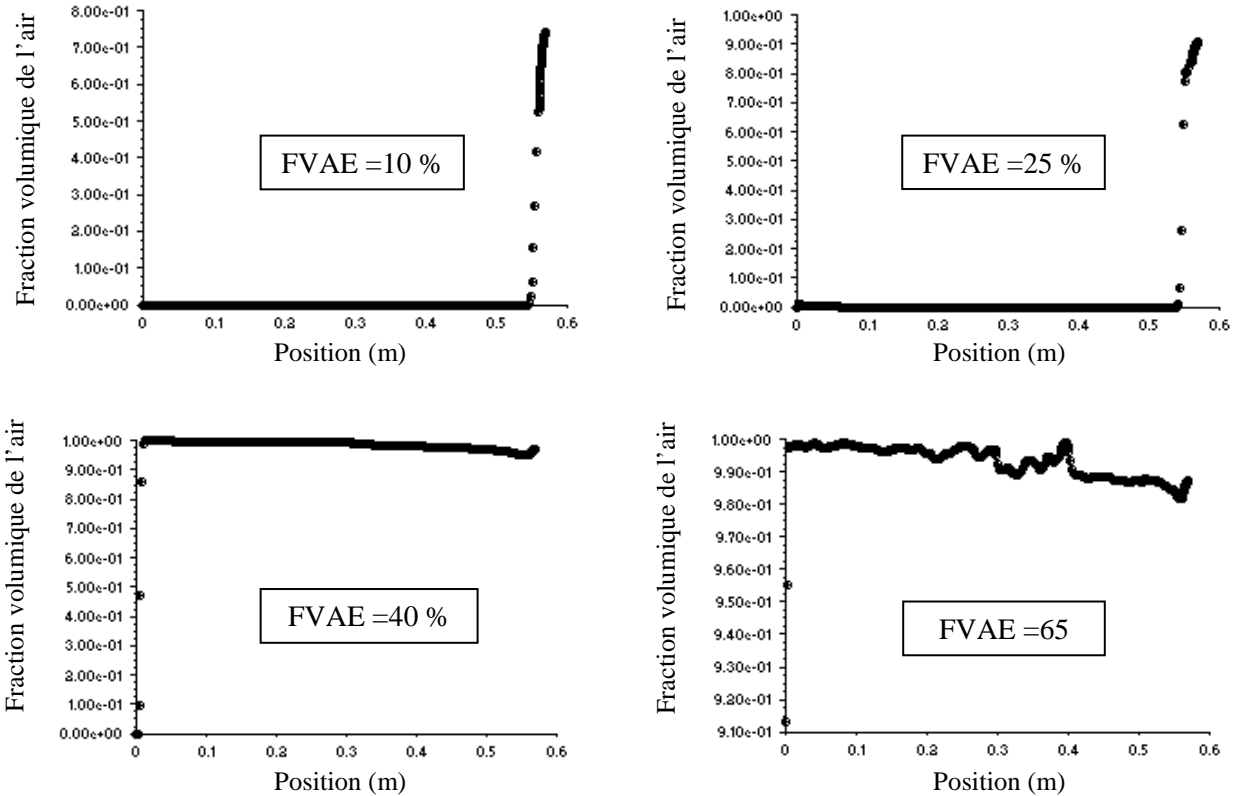 Fraction volumique de l’air
8.00e-01
7.00e-01
6.00e-01
5.00e-01
4.00e-01
3.00e-01
2.00e-01
1.00e-01
0.00e+00
0 0.1 0.2 0.3 0.4 0.5 0.6
Position (m)
FVAE =10 %
Fraction volumique de l’air
1.00e+00
9.00e-01
8.00e-01
7.00e-01
6.00e-01
5.00e-01
4.00e-01
3.00e-01
2.00e-01
1.00e-01
0.00e+00
0 0.1 0.2 0.3 0.4 0.5 0.6
Position (m)
FVAE =25 %
Fraction volumique de l’air
1.00e+00
9.00e-01
8.00e-01
7.00e-01
6.00e-01
5.00e-01
4.00e-01
3.00e-01
2.00e-01
1.00e-01
0.00e+00
0 0.1 0.2 0.3 0.4 0.5 0.6
Position (m)
FVAE =40 %
Fraction volumique de l’air
1.00e+00
9.90e-01
9.80e-01
9.70e-01
9.60e-01
9.50e-01
9.40e-01
9.30e-01
9.20e-01
9.10e-01
0 0.1 0.2 0.3 0.4 0.5 0.6
Position (m)
FVAE =65